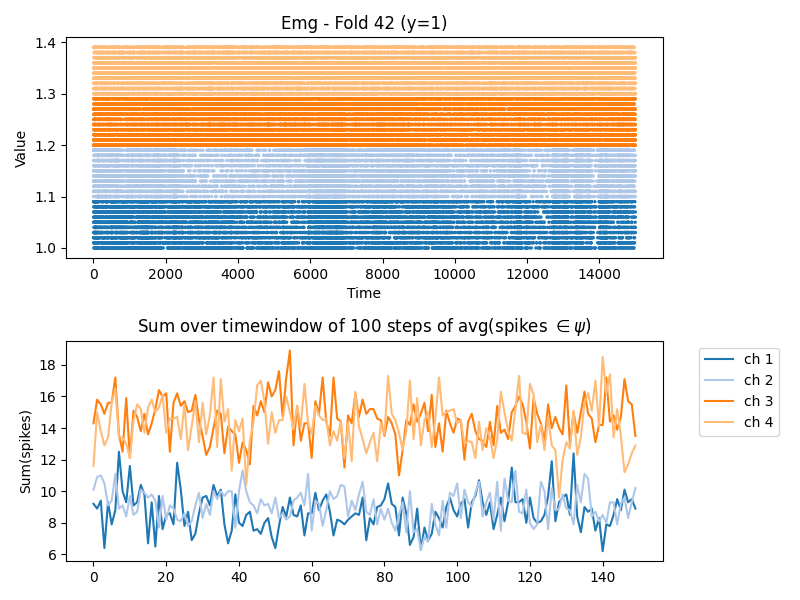 Emg - Fold 42 (y=1)
1.4
1.3
1.2
1.1
1.0
Value
0 2000 4000 6000 8000 10000 12000 14000
Time
Sum over timewindow of 100 steps of avg(spikes ∈ ψ)
18
16
14
12
10
8
6
Sum(spikes)
0 20 40 60 80 100 120 140
ch 1
ch 2
ch 3
ch 4